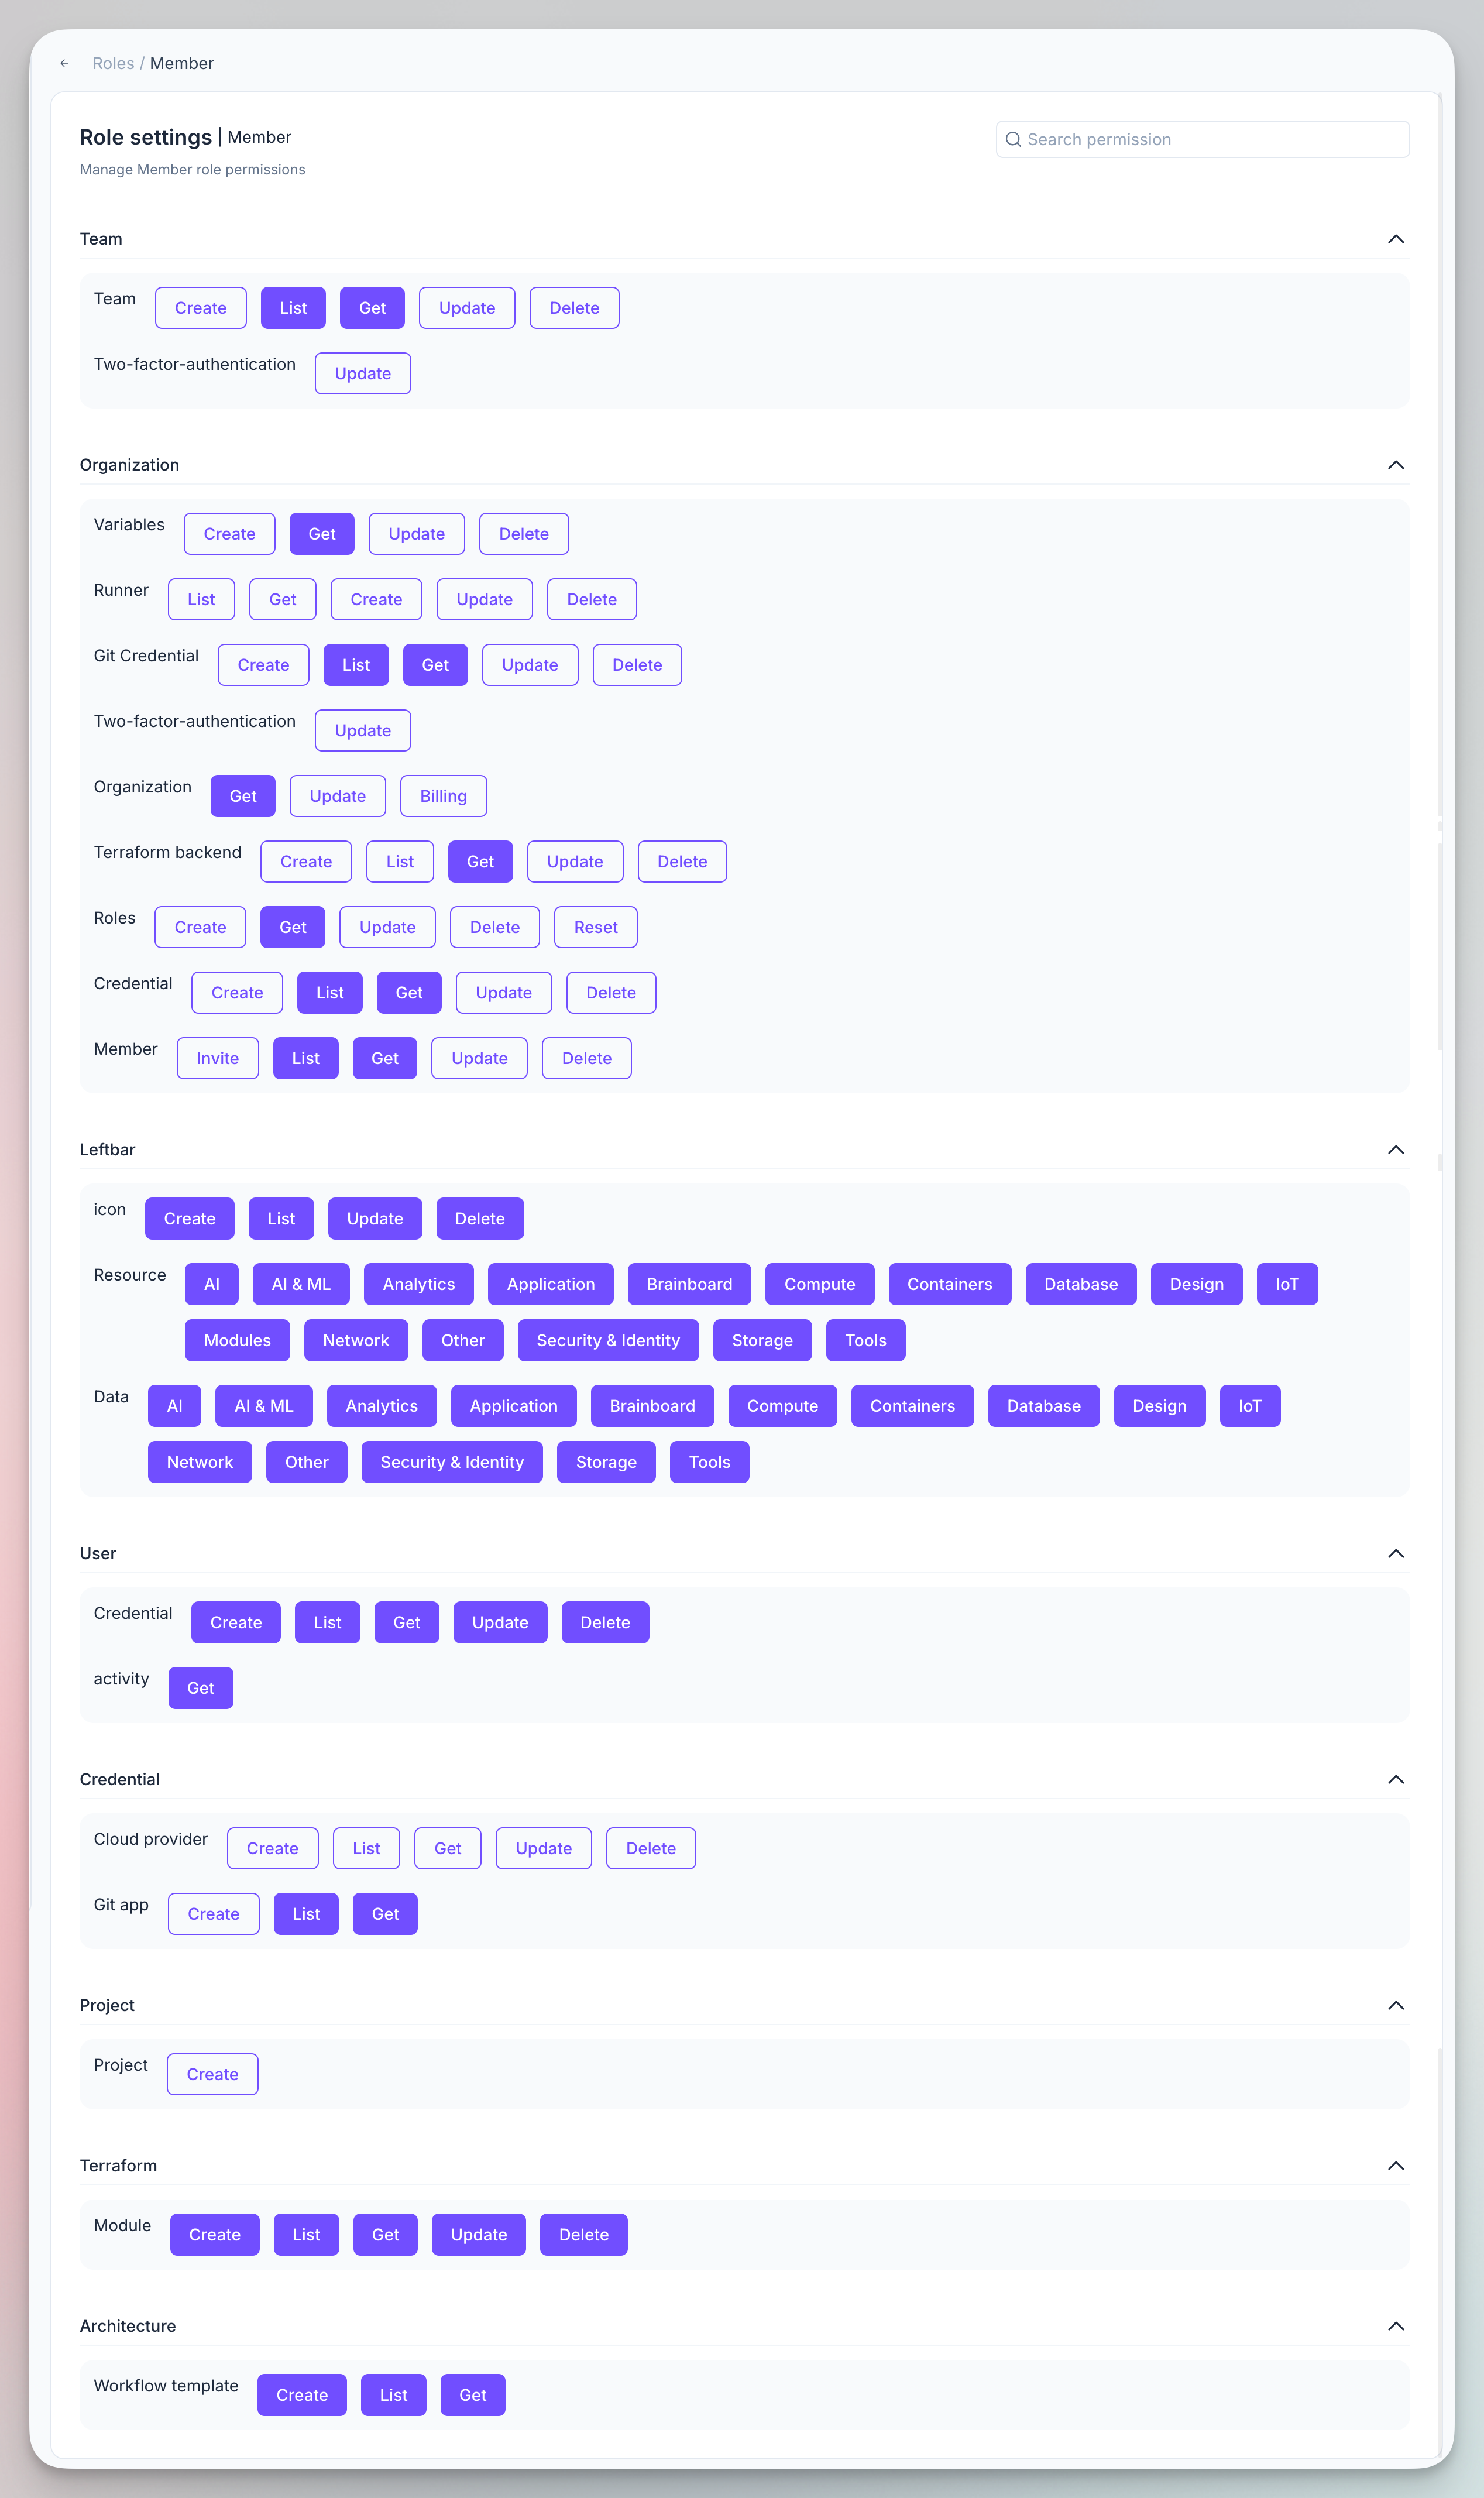 Roles / Member
Role settings | Member
Search permission
Manage Member role permissions
Team
Team Create List Get Update Delete
Two-factor-authentication Update
Organization
Variables Create Get Update Delete
Runner List Get Create Update Delete
Git Credential Create List Get Update Delete
Two-factor-authentication Update
Organization Get Update Billing
Terraform backend Create List Get Update Delete
Roles Create Get Update Delete Reset
Credential Create List Get Update Delete
Member Invite List Get Update Delete
Leftbar
icon Create List Update Delete
Resource AI AI & ML Analytics Application Brainboard Compute Containers Database Design IoT
Modules Network Other Security & Identity Storage Tools
Data AI AI & ML Analytics Application Brainboard Compute Containers Database Design IoT
Network Other Security & Identity Storage Tools
User
Credential Create List Get Update Delete
activity Get
Credential
Cloud provider Create List Get Update Delete
Git app Create List Get
Project
Project Create
Terraform
Module Create List Get Update Delete
Architecture
Workflow template Create List Get